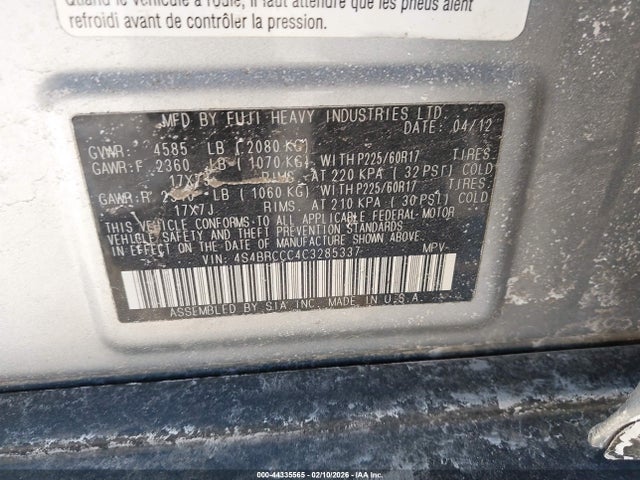 Quand le véhicule a roulé, il faut attendre que les pneus aient
refroidi avant de contrôler la pression.
MFD BY FUJI HEAVY INDUSTRIES LTD.
DATE: 04/12
GVWR: 4585 LB (2080 KG)
GAWR:F 2360 LB (1070 KG) WITH P225/60R17 TIRES
17X7J RIMS, AT 220 KPA (32 PSI) COLD
GAWR:R LB (1060 KG) WITH P225/60R17 TIRES
17X7J RIMS, AT 210 KPA (30 PSI) COLD
THIS VEHICLE CONFORMS TO ALL APPLICABLE FEDERAL MOTOR
VEHICLE SAFETY AND THEFT PREVENTION STANDARDS
IN EFFECT ON THE DATE OF MANUFACTURE SHOWN ABOVE.
VIN: 4S4BRCCC4C3285337 MPV
ASSEMBLED BY SIA INC. MADE IN U.S.A.
000-44335565 - 02/10/2026 - IAA Holdings, LLC